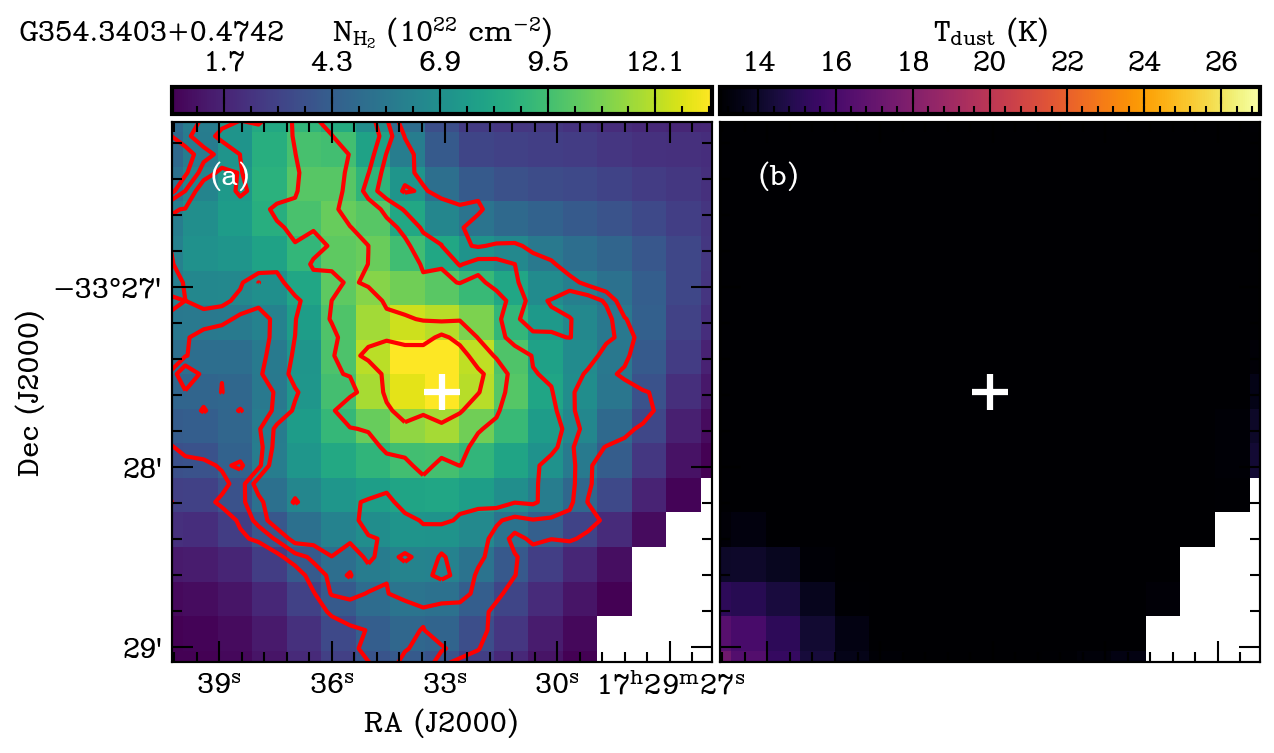 G354.3403+0.4742 N_H₂ (10²² cm⁻²) T_dust (K)
1.7 4.3 6.9 9.5 12.1 14 16 18 20 22 24 26
(a) (b)
−33°27'
28'
29'
Dec (J2000)
39ˢ 36ˢ 33ˢ 30ˢ 17ʰ29ᵐ27ˢ
RA (J2000)